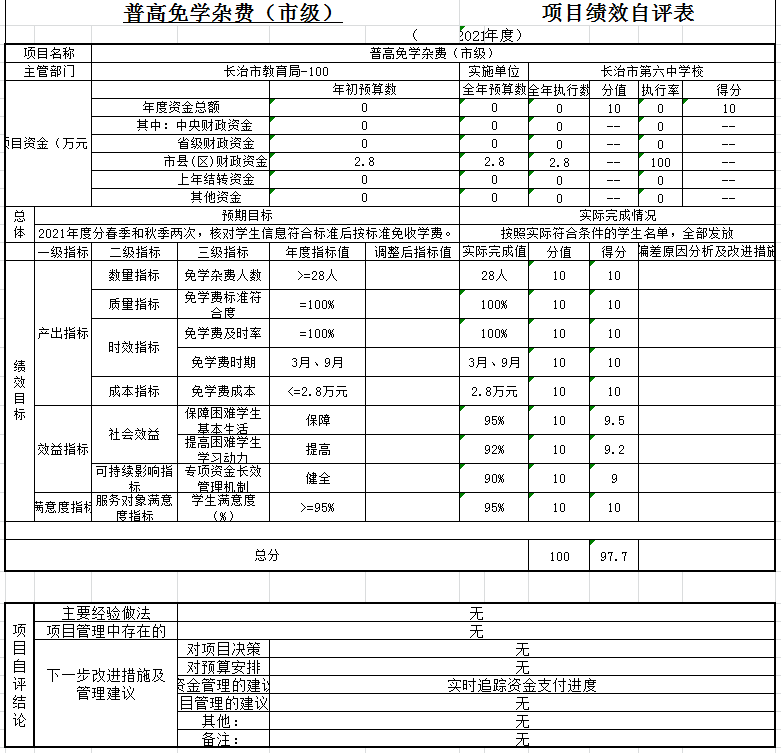 普高免学杂费（市级） 项目绩效自评表
（ 2021年度）
项目名称 普高免学杂费（市级）
主管部门 长治市教育局-100 实施单位 长治市第六中学校
项目资金（万元 年初预算数 全年预算数 全年执行数 分值 执行率 得分
年度资金总额 0 0 0 10 0 10
其中: 中央财政资金 0 0 0 -- 0 --
省级财政资金 0 0 0 -- 0 --
市县(区)财政资金 2.8 2.8 2.8 -- 100 --
上年结转资金 0 0 0 -- 0 --
其他资金 0 0 0 -- 0 --
总体 预期目标 实际完成情况
2021年度分春季和秋季两次，核对学生信息符合标准后按标准免收学费。 按照实际符合条件的学生名单，全部发放
绩效目标 一级指标 二级指标 三级指标 年度指标值 调整后指标值 实际完成值 分值 得分 偏差原因分析及改进措施
产出指标 数量指标 免学杂费人数 >=28人 28人 10 10
质量指标 免学费标准符合度 =100% 100% 10 10
时效指标 免学费及时率 =100% 100% 10 10
免学费时期 3月、9月 3月、9月 10 10
成本指标 免学费成本 <=2.8万元 2.8万元 10 10
效益指标 社会效益 保障困难学生基本生活 保障 95% 10 9.5
提高困难学生学习动力 提高 92% 10 9.2
可持续影响指标 专项资金长效管理机制 健全 90% 10 9
满意度指标 服务对象满意度指标 学生满意度（%） >=95% 95% 10 10
总分 100 97.7
项目自评结论 主要经验做法 无
项目管理中存在的 无
下一步改进措施及管理建议 对项目决策 无
对预算安排 无
资金管理的建议 实时追踪资金支付进度
目管理的建议 无
其他: 无
备注: 无